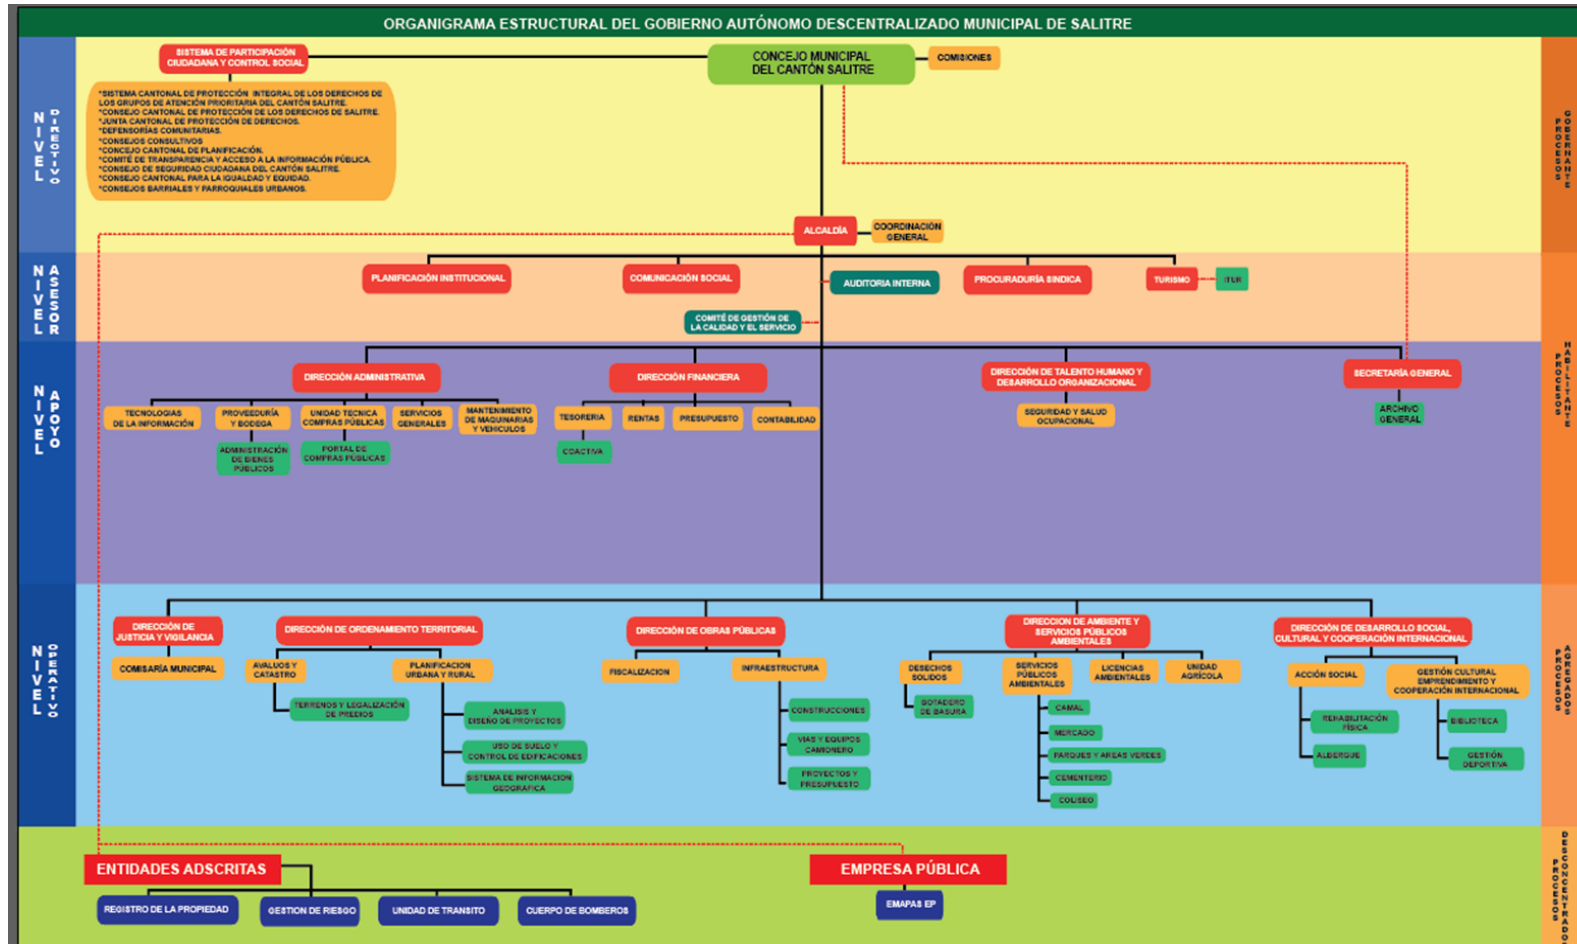 ORGANIGRAMA ESTRUCTURAL DEL GOBIERNO AUTÓNOMO DESCENTRALIZADO MUNICIPAL DE SALITRE
NIVEL
DIRECTIVO
SISTEMA DE PARTICIPACIÓN
CIUDADANA Y CONTROL SOCIAL
CONCEJO MUNICIPAL
DEL CANTÓN SALITRE
COMISIONES
*SISTEMA CANTONAL DE PROTECCIÓN INTEGRAL DE LOS DERECHOS DE
LOS GRUPOS DE ATENCIÓN PRIORITARIA DEL CANTÓN SALITRE.
*CONSEJO CANTONAL DE PROTECCIÓN DE LOS DERECHOS DE SALITRE.
*JUNTA CANTONAL DE PROTECCIÓN DE DERECHOS.
*DEFENSORÍAS COMUNITARIAS.
*CONSEJOS CONSULTIVOS
*CONCEJO CANTONAL DE PLANIFICACIÓN.
*COMITÉ DE TRANSPARENCIA Y ACCESO A LA INFORMACIÓN PÚBLICA.
*CONSEJO DE SEGURIDAD CIUDADANA DEL CANTÓN SALITRE.
*CONSEJO CANTONAL PARA LA IGUALDAD Y EQUIDAD.
*CONSEJOS BARRIALES Y PARROQUIALES URBANOS.
ALCALDÍA
COORDINACIÓN
GENERAL
PROCESOS
GOBERNANTE
NIVEL
ASESOR
PLANIFICACIÓN INSTITUCIONAL
COMUNICACIÓN SOCIAL
AUDITORIA INTERNA
PROCURADURÍA SINDICA
TURISMO
ITUR
COMITÉ DE GESTIÓN DE
LA CALIDAD Y EL SERVICIO
PROCESOS
HABILITANTE
NIVEL
APOYO
DIRECCIÓN ADMINISTRATIVA
DIRECCIÓN FINANCIERA
DIRECCIÓN DE TALENTO HUMANO Y
DESARROLLO ORGANIZACIONAL
SECRETARÍA GENERAL
TECNOLOGIAS
DE LA INFORMACIÓN
PROVEEDURÍA
Y BODEGA
UNIDAD TECNICA
COMPRAS PÚBLICAS
SERVICIOS
GENERALES
MANTENIMIENTO
DE MAQUINARIAS
Y VEHICULOS
TESORERIA
RENTAS
PRESUPUESTO
CONTABILIDAD
SEGURIDAD Y SALUD
OCUPACIONAL
ARCHIVO
GENERAL
ADMINISTRACIÓN
DE BIENES
PÚBLICOS
PORTAL DE
COMPRAS PÚBLICAS
COACTIVA
NIVEL
OPERATIVO
DIRECCIÓN DE
JUSTICIA Y VIGILANCIA
DIRECCIÓN DE ORDENAMIENTO TERRITORIAL
DIRECCIÓN DE OBRAS PÚBLICAS
DIRECCION DE AMBIENTE Y
SERVICIOS PÚBLICOS
AMBIENTALES
DIRECCIÓN DE DESARROLLO SOCIAL,
CULTURAL Y COOPERACIÓN INTERNACIONAL
COMISARÍA MUNICIPAL
AVALUOS Y
CATASTRO
PLANIFICACION
URBANA Y RURAL
FISCALIZACION
INFRAESTRUCTURA
DESECHOS
SOLIDOS
SERVICIOS
PÚBLICOS
AMBIENTALES
LICENCIAS
AMBIENTALES
UNIDAD
AGRÍCOLA
ACCIÓN SOCIAL
GESTIÓN CULTURAL
EMPRENDIMIENTO Y
COOPERACIÓN INTERNACIONAL
TERRENOS Y LEGALIZACIÓN
DE PREDIOS
ANALISIS Y
DISEÑO DE PROYECTOS
USO DE SUELO Y
CONTROL DE EDIFICACIONES
SISTEMA DE INFORMACION
GEOGRAFICA
CONSTRUCCIONES
VIAS Y EQUIPOS
CAMIONERO
PROYECTOS Y
PRESUPUESTO
BOTADERO
DE BASURA
CAMAL
MERCADO
PARQUES Y AREAS VERDES
CEMENTERIO
COLISEO
REHABILITACIÓN
FÍSICA
ALBERGUE
BIBLIOTECA
GESTIÓN
DEPORTIVA
PROCESOS
AGREGADOS
ENTIDADES ADSCRITAS
EMPRESA PÚBLICA
REGISTRO DE LA PROPIEDAD
GESTION DE RIESGO
UNIDAD DE TRANSITO
CUERPO DE BOMBEROS
EMAPAS EP
PROCESOS
DESCONCENTRADO